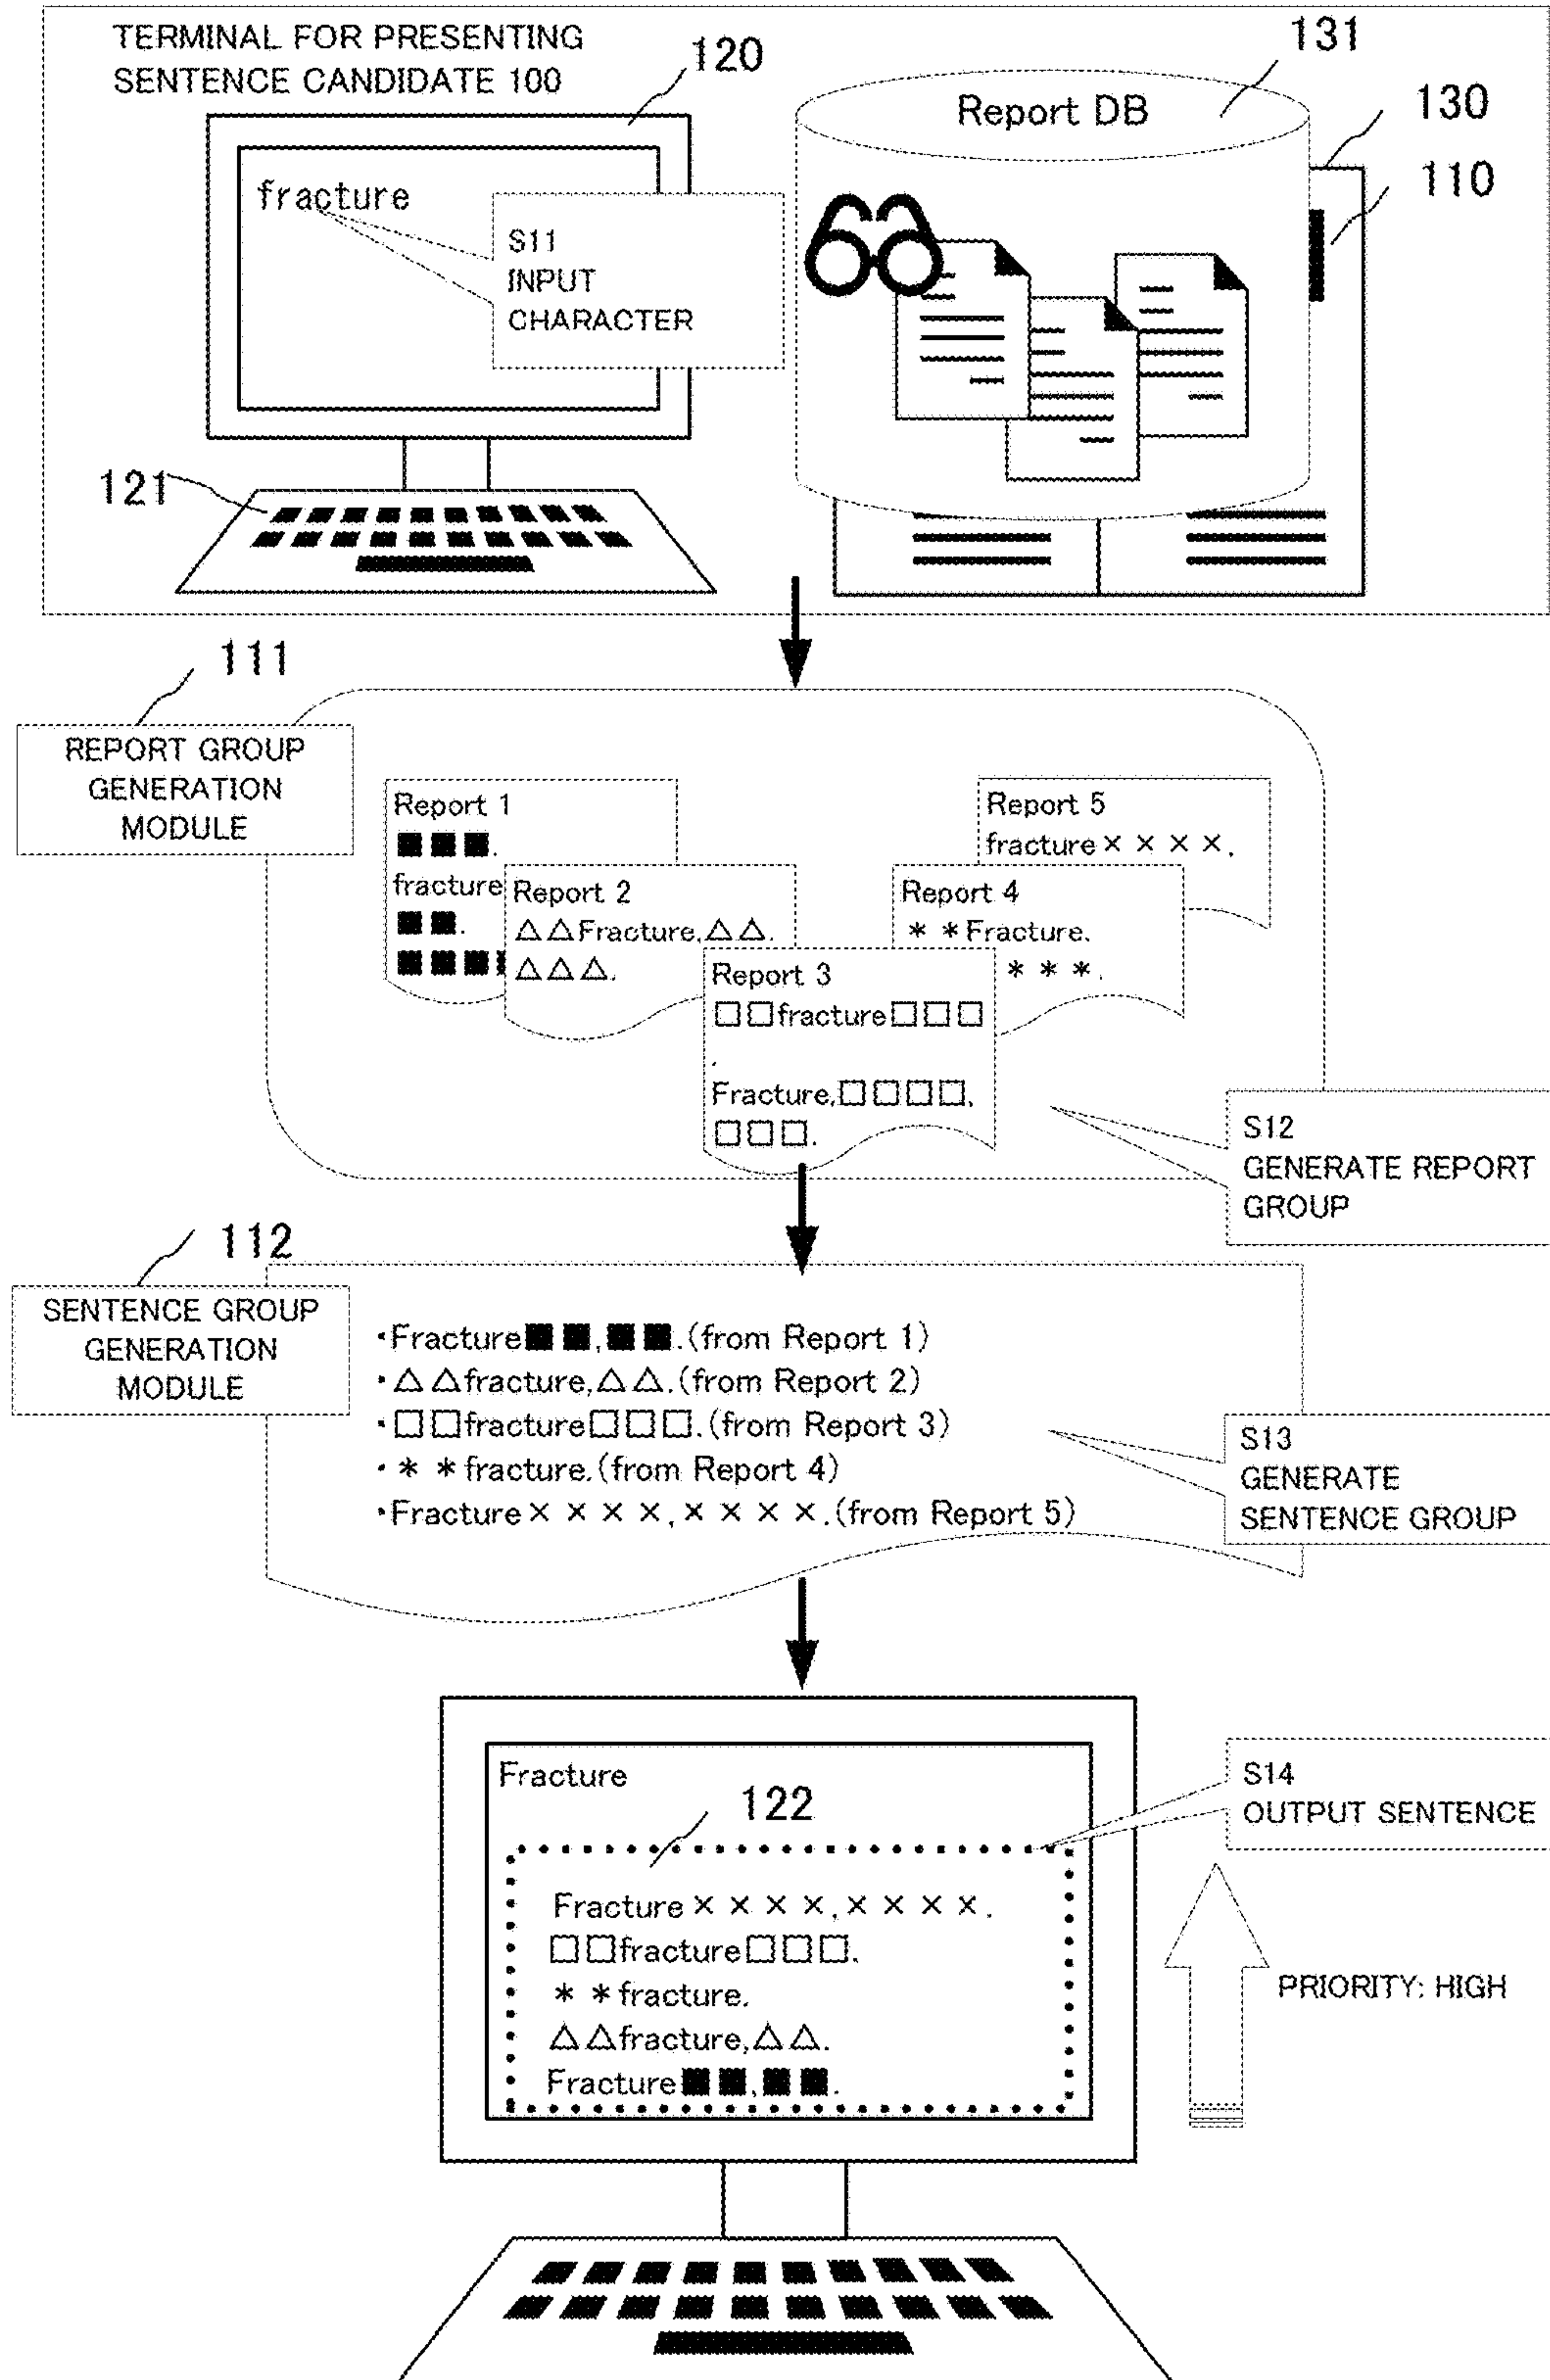 TERMINAL FOR PRESENTING
SENTENCE CANDIDATE 100
120
131
Report DB
130
110
fracture
S11
INPUT
CHARACTER
121
111
REPORT GROUP
GENERATION
MODULE
Report 1
■■■.
fracture
■■.
■■■
Report 2
△△Fracture,△△.
△△△.
Report 3
□□fracture□□□
.
Fracture,□□□□,
□□□.
Report 4
**Fracture.
***.
Report 5
fracture××××,
S12
GENERATE REPORT
GROUP
112
SENTENCE GROUP
GENERATION
MODULE
・Fracture■■,■■.(from Report 1)
・△△fracture,△△.(from Report 2)
・□□fracture□□□.(from Report 3)
・**fracture.(from Report 4)
・Fracture××××,××××.(from Report 5)
S13
GENERATE
SENTENCE GROUP
Fracture
122
S14
OUTPUT SENTENCE
Fracture××××,××××.
□□fracture□□□.
**fracture.
△△fracture,△△.
Fracture■■,■■.
PRIORITY: HIGH